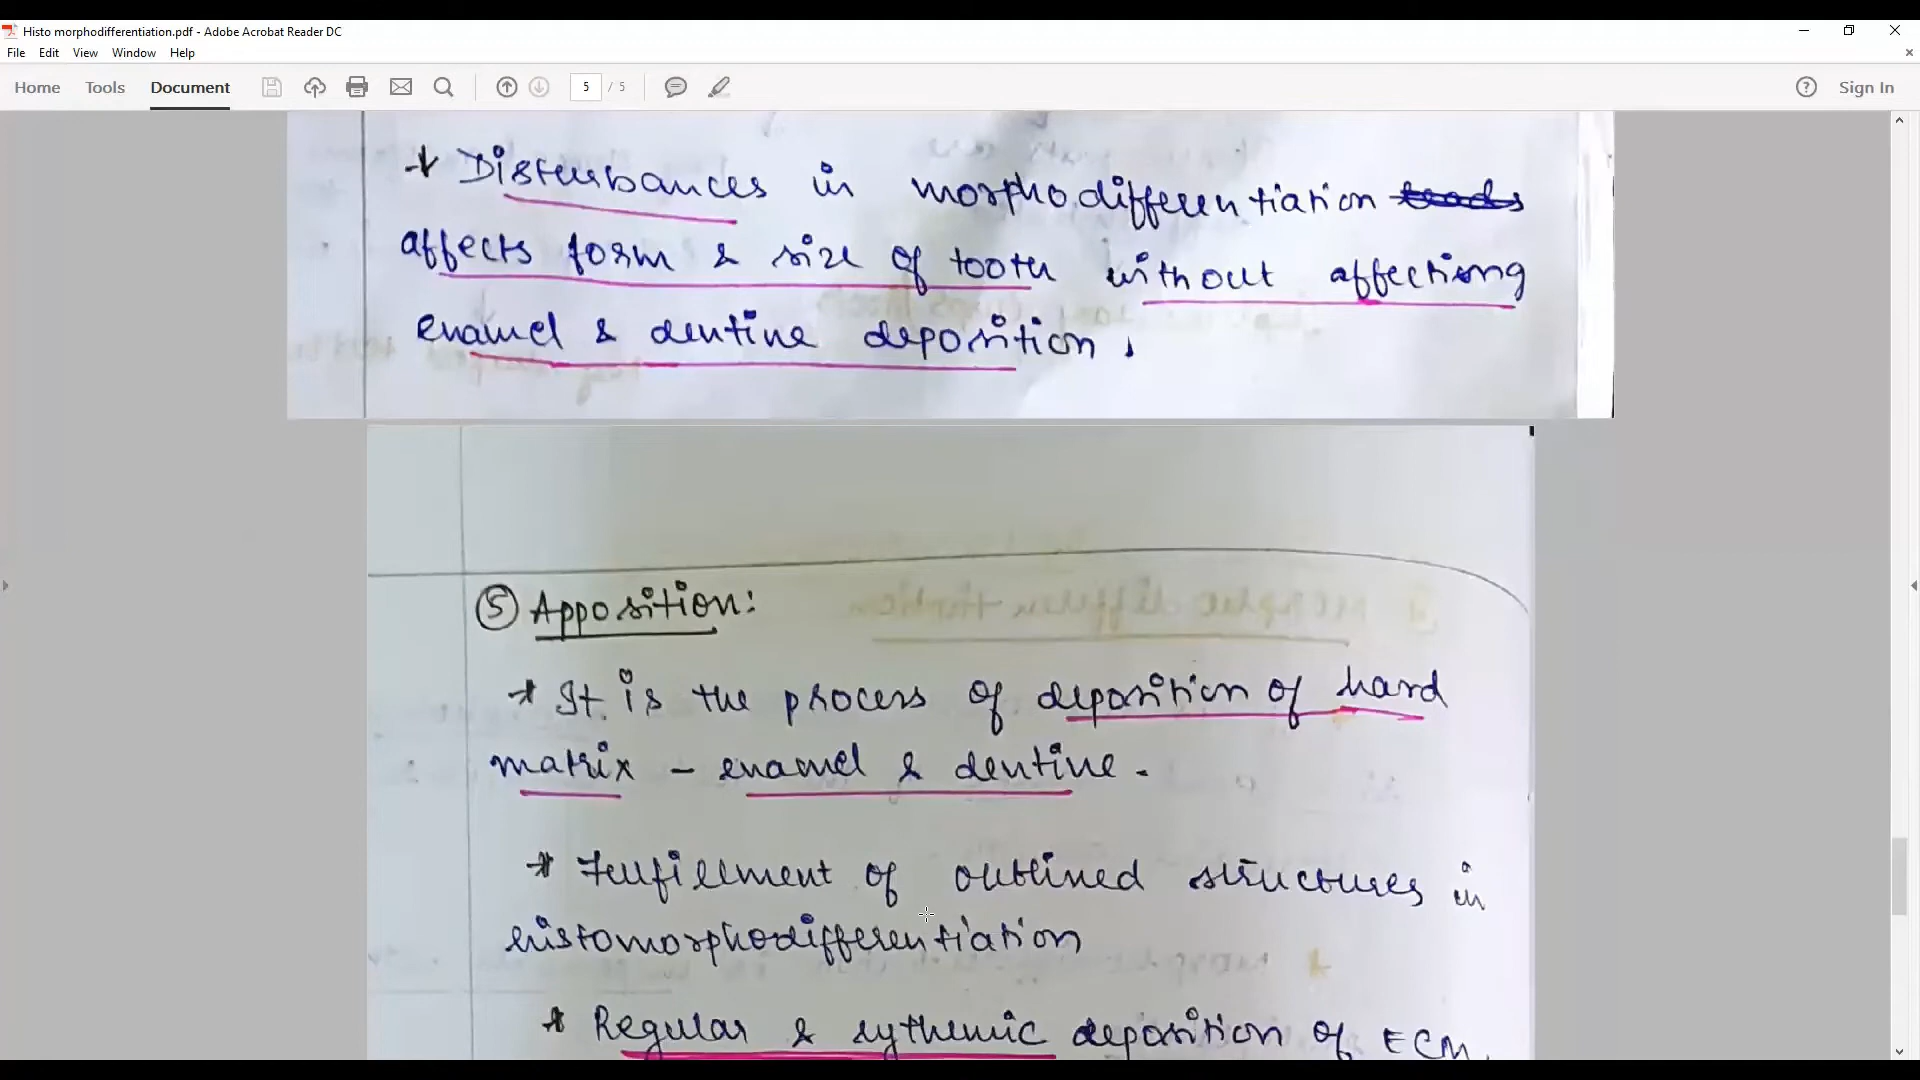 Histo morphodifferentiation.pdf - Adobe Acrobat Reader DC
File Edit View Window Help
Home Tools Document 5 / 5 Sign In
* Disturbances in morphodifferentiation
affects form & size of tooth without affectiong
enamel & dentine deposition.
⑤ Apposition:
* It is the process of deposition of hard
matrix - enamel & dentine.
* Fulfillment of outlined structures in
histomorphodifferentiation
* Regular & rythemic deposition of ECM.